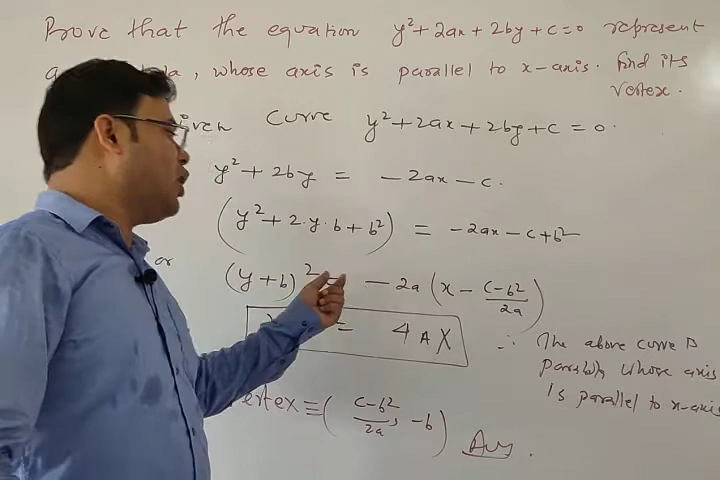 Prove that the equation y²+2ax+2by+c=0 represent
a , whose axis is parallel to x-axis. find its
vertex.
Curve y²+2ax+2by+c=0.
y²+2by = -2ax-c.
(y²+2.y.b+b²) = -2ax-c+b²
or (y+b)² = -2a(x - (c-b²)/2a)
= 4AX
∴ The above curve is
Parabola whose axis
is parallel to x-axis
= ((c-b²)/2a, -b) Ans.